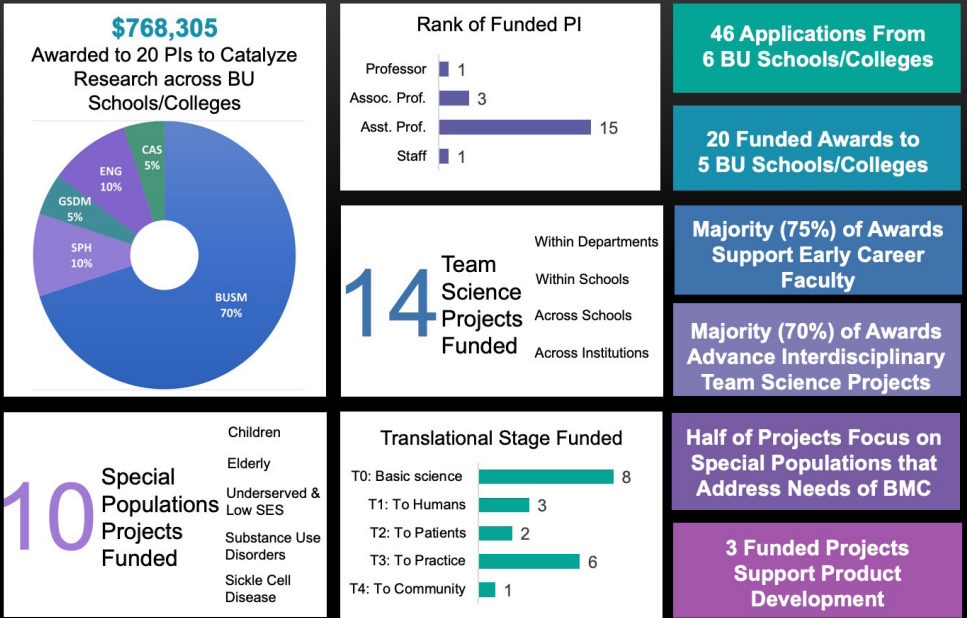 $768,305
Awarded to 20 PIs to Catalyze
Research across BU
Schools/Colleges
CAS
5%
ENG
10%
GSDM
5%
SPH
10%
BUSM
70%
Rank of Funded PI
Professor 1
Assoc. Prof. 3
Asst. Prof. 15
Staff 1
14
Team
Science
Projects
Funded
Within Departments
Within Schools
Across Schools
Across Institutions
46 Applications From
6 BU Schools/Colleges
20 Funded Awards to
5 BU Schools/Colleges
Majority (75%) of Awards
Support Early Career
Faculty
Majority (70%) of Awards
Advance Interdisciplinary
Team Science Projects
10
Special
Populations
Projects
Funded
Children
Elderly
Underserved &
Low SES
Substance Use
Disorders
Sickle Cell
Disease
Translational Stage Funded
T0: Basic science 8
T1: To Humans 3
T2: To Patients 2
T3: To Practice 6
T4: To Community 1
Half of Projects Focus on
Special Populations that
Address Needs of BMC
3 Funded Projects
Support Product
Development